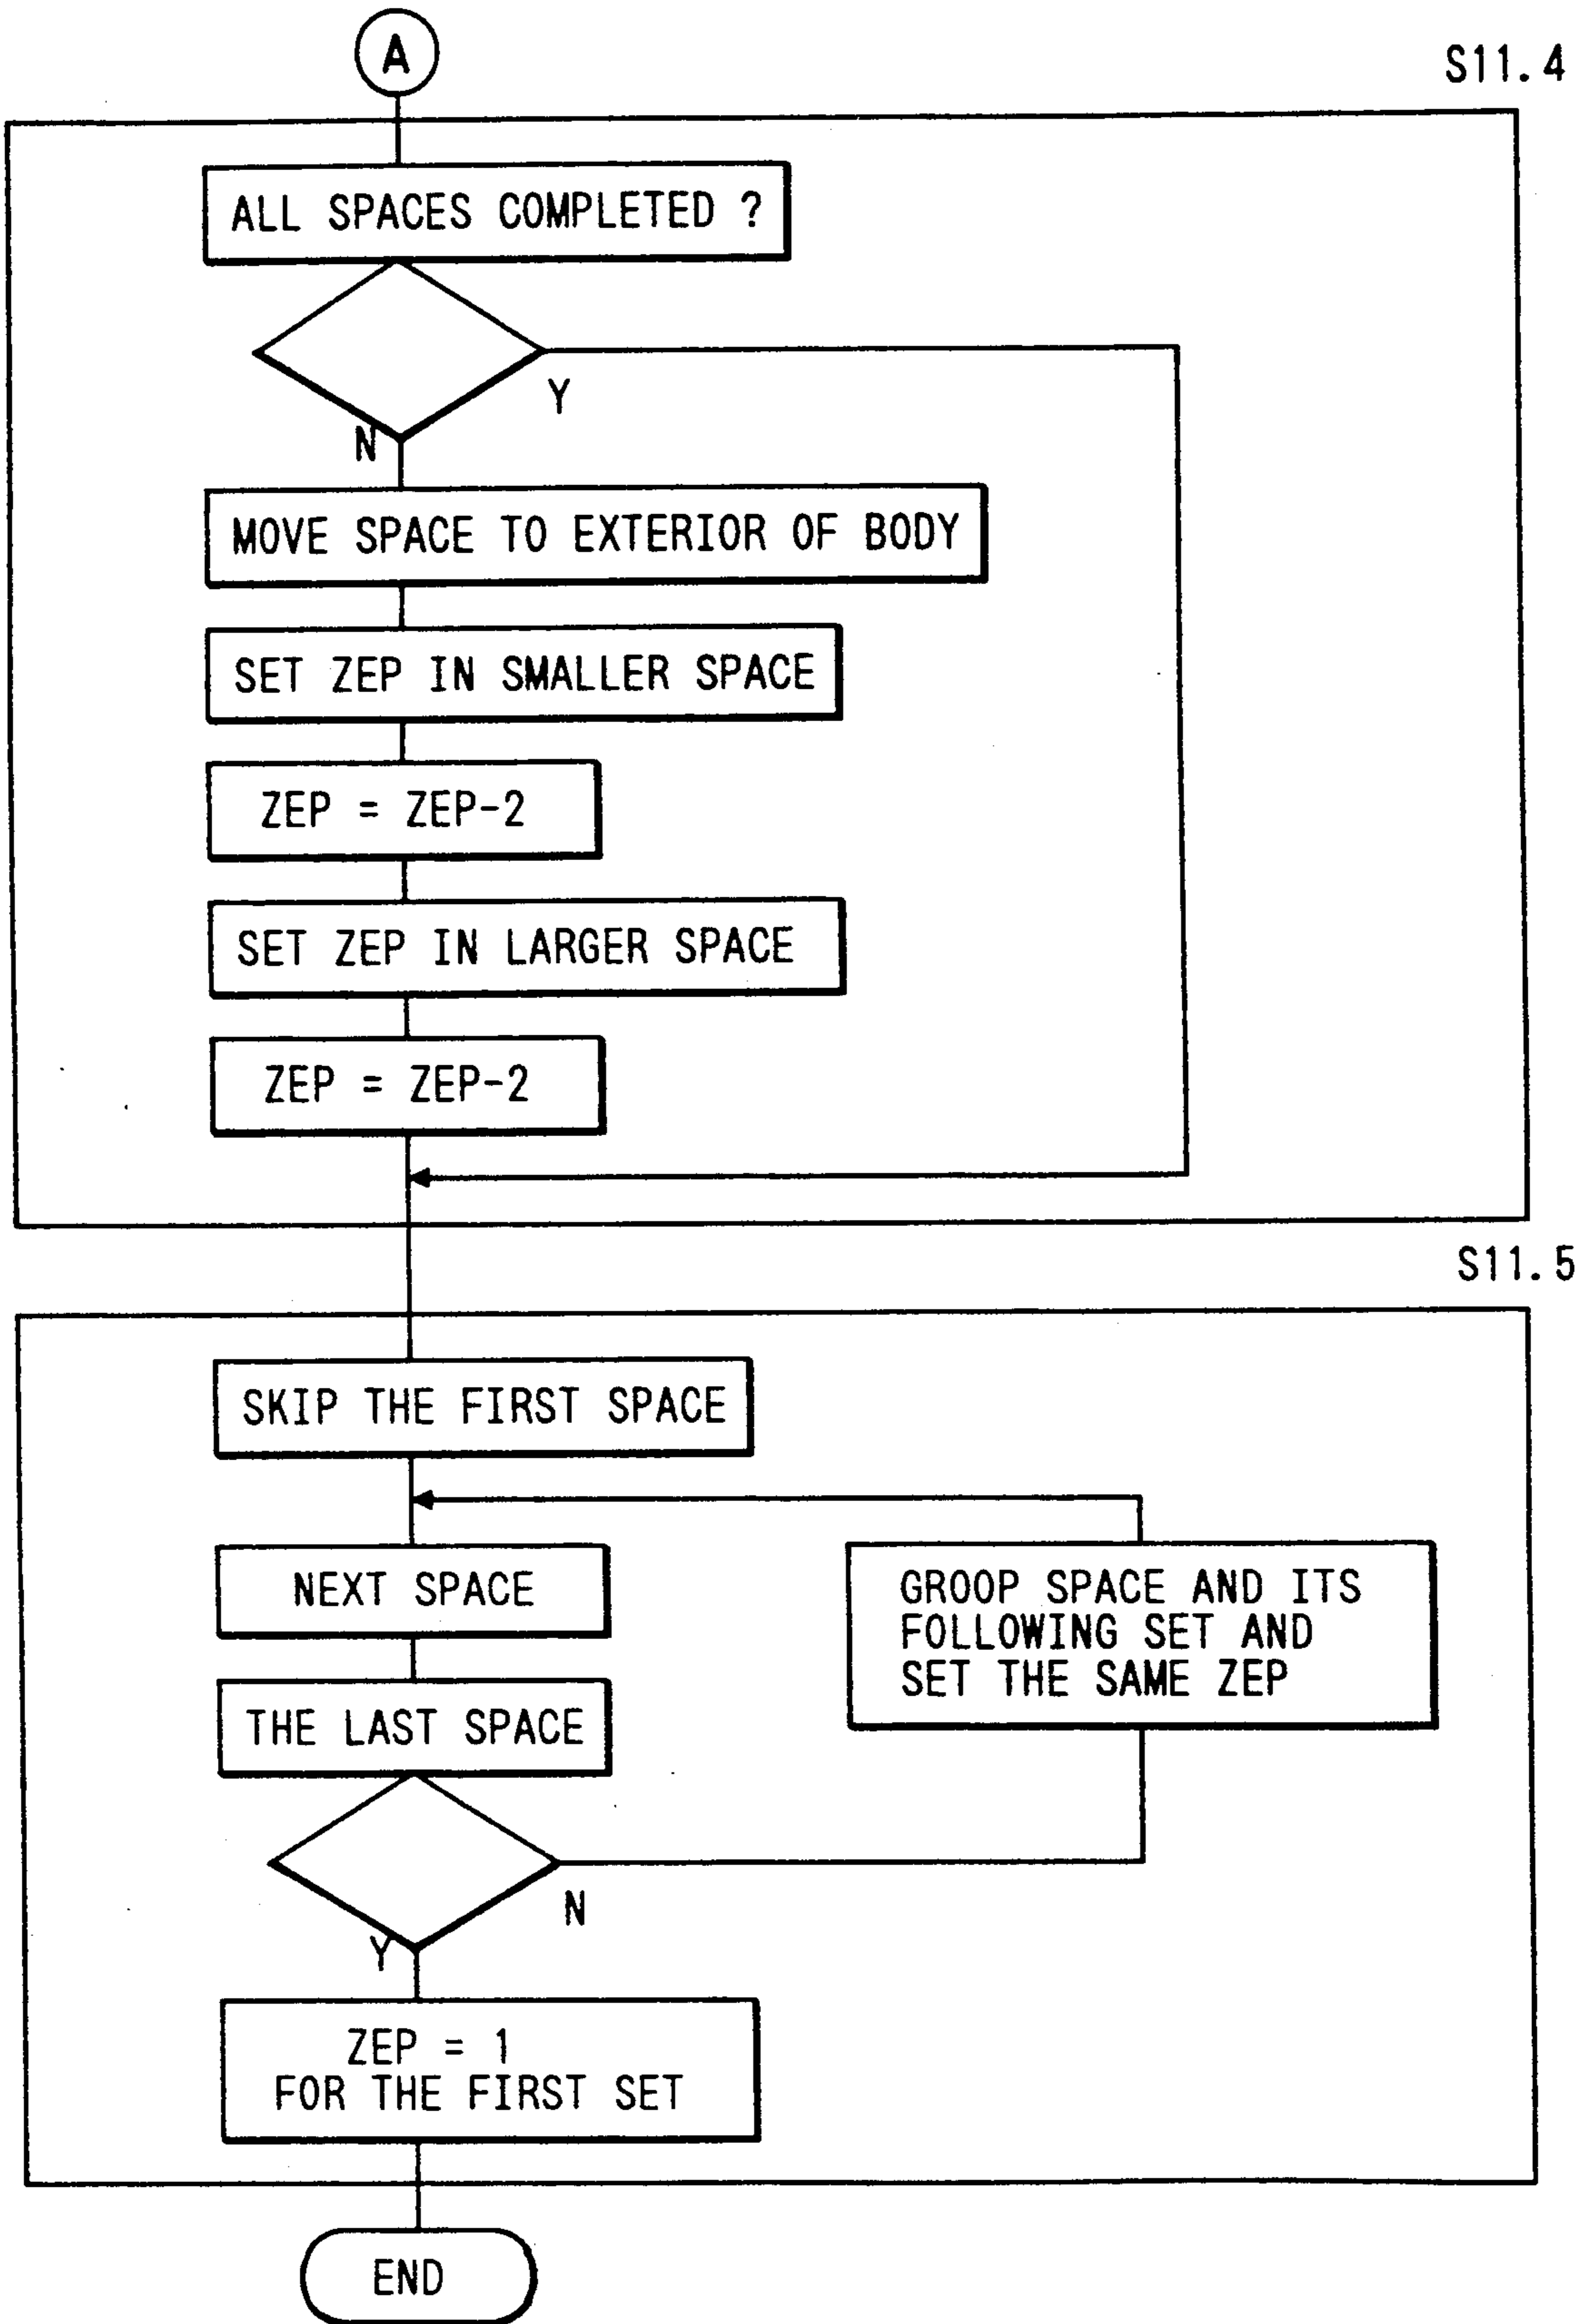 A
S11.4
ALL SPACES COMPLETED ?
Y
N
MOVE SPACE TO EXTERIOR OF BODY
SET ZEP IN SMALLER SPACE
ZEP = ZEP-2
SET ZEP IN LARGER SPACE
ZEP = ZEP-2
S11.5
SKIP THE FIRST SPACE
NEXT SPACE
GROOP SPACE AND ITS
FOLLOWING SET AND
SET THE SAME ZEP
THE LAST SPACE
N
Y
ZEP = 1
FOR THE FIRST SET
END